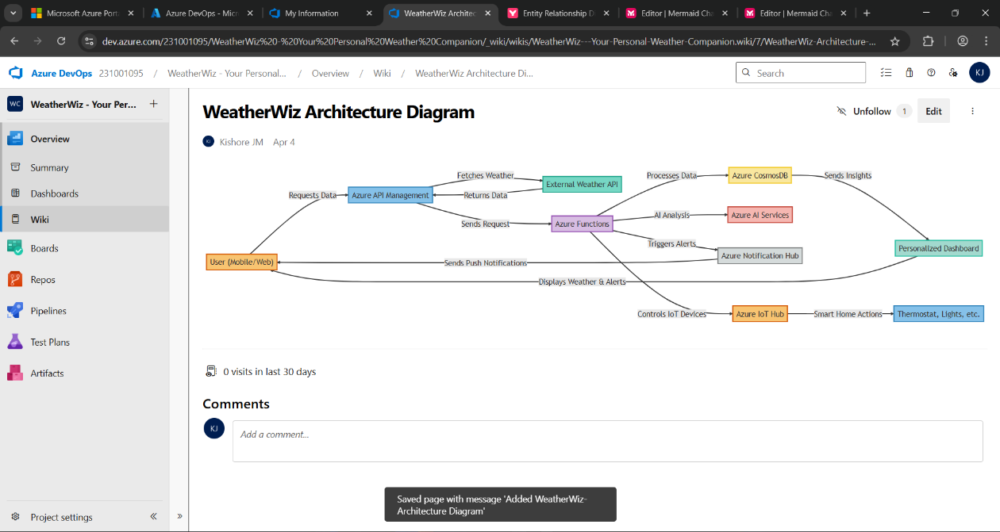 Microsoft Azure Porta
Azure DevOps - Micr
My Information
WeatherWiz Architec
Entity Relationship D
Editor | Mermaid Cha
Editor | Mermaid Cha
dev.azure.com/231001095/WeatherWiz%20-%20Your%20Personal%20Weather%20Companion/_wiki/wikis/WeatherWiz---Your-Personal-Weather-Companion.wiki/7/WeatherWiz-Architecture-...
Azure DevOps 231001095 / WeatherWiz - Your Personal... / Overview / Wiki / WeatherWiz Architecture Di...
Search
KJ
WC WeatherWiz - Your Per... +
Overview
Summary
Dashboards
Wiki
Boards
Repos
Pipelines
Test Plans
Artifacts
Project settings
WeatherWiz Architecture Diagram
Unfollow 1 Edit
KJ Kishore JM Apr 4
Fetches Weather
Processes Data
Azure CosmosDB
Sends Insights
External Weather API
Requests Data
Azure API Management
Returns Data
AI Analysis
Azure AI Services
Sends Request
Azure Functions
Triggers Alerts
Personalized Dashboard
Azure Notification Hub
User (Mobile/Web)
Sends Push Notifications
Displays Weather & Alerts
Controls IoT Devices
Azure IoT Hub
Smart Home Actions
Thermostat, Lights, etc.
0 visits in last 30 days
Comments
KJ
Add a comment...
Saved page with message 'Added WeatherWiz-
Architecture Diagram'